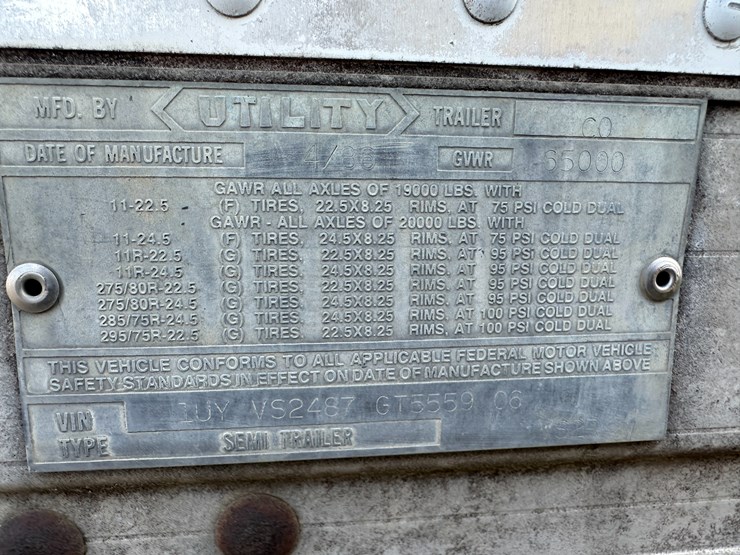 MFD. BY UTILITY TRAILER CO
DATE OF MANUFACTURE 4/86 GVWR 65000
GAWR ALL AXLES OF 19000 LBS. WITH
11-22.5 (F) TIRES, 22.5X8.25 RIMS. AT 75 PSI COLD DUAL
GAWR - ALL AXLES OF 20000 LBS. WITH
11-24.5 (F) TIRES, 24.5X8.25 RIMS. AT 75 PSI COLD DUAL
11R-22.5 (G) TIRES, 22.5X8.25 RIMS, AT 95 PSI COLD DUAL
11R-24.5 (G) TIRES, 24.5X8.25 RIMS. AT 95 PSI COLD DUAL
275/80R-22.5 (G) TIRES, 22.5X8.25 RIMS, AT 95 PSI COLD DUAL
275/80R-24.5 (G) TIRES, 24.5X8.25 RIMS, AT 95 PSI COLD DUAL
285/75R-24.5 (G) TIRES, 24.5X8.25 RIMS, AT 100 PSI COLD DUAL
295/75R-22.5 (G) TIRES, 22.5X8.25 RIMS, AT 100 PSI COLD DUAL
THIS VEHICLE CONFORMS TO ALL APPLICABLE FEDERAL MOTOR VEHICLE
SAFETY STANDARDS IN EFFECT ON DATE OF MANUFACTURE SHOWN ABOVE
VIN 1UY VS2487 GT5559 06
TYPE SEMI TRAILER